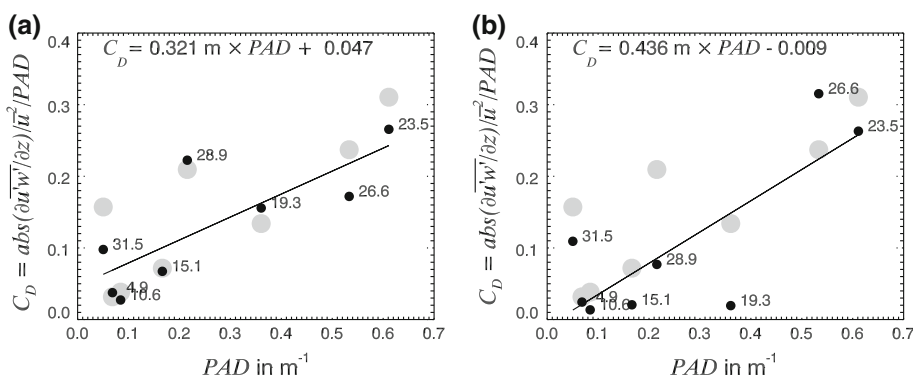 (a)
C_D = 0.321 m × PAD + 0.047
C_D = abs(∂u'w'/∂z)/u̅²/PAD
0.4
0.3
0.2
0.1
0.0
28.9
23.5
26.6
19.3
31.5
15.1
4.9
10.6
0.0 0.1 0.2 0.3 0.4 0.5 0.6 0.7
PAD in m⁻¹
(b)
C_D = 0.436 m × PAD - 0.009
C_D = abs(∂u'w'/∂z)/u̅²/PAD
0.4
0.3
0.2
0.1
0.0
26.6
23.5
31.5
28.9
4.9
10.6
15.1
19.3
0.0 0.1 0.2 0.3 0.4 0.5 0.6 0.7
PAD in m⁻¹